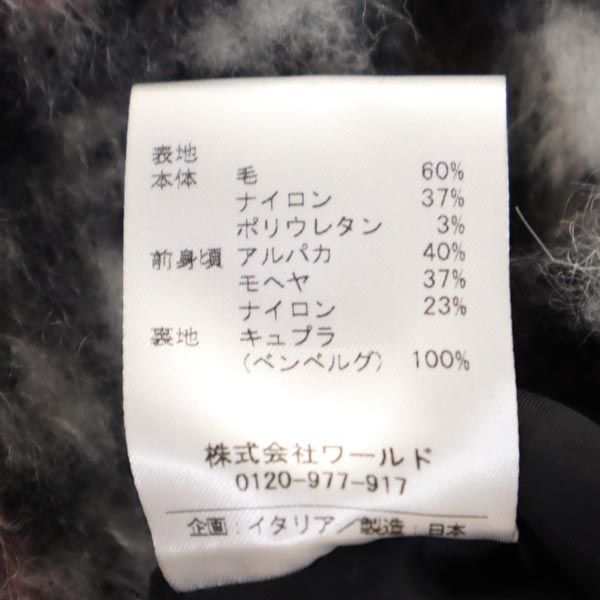 表地
本体 毛 60%
ナイロン 37%
ポリウレタン 3%
前身頃 アルパカ 40%
モヘヤ 37%
ナイロン 23%
裏地 キュプラ
(ベンベルグ) 100%
株式会社ワールド
0120-977-917
企画:イタリア/製造:日本